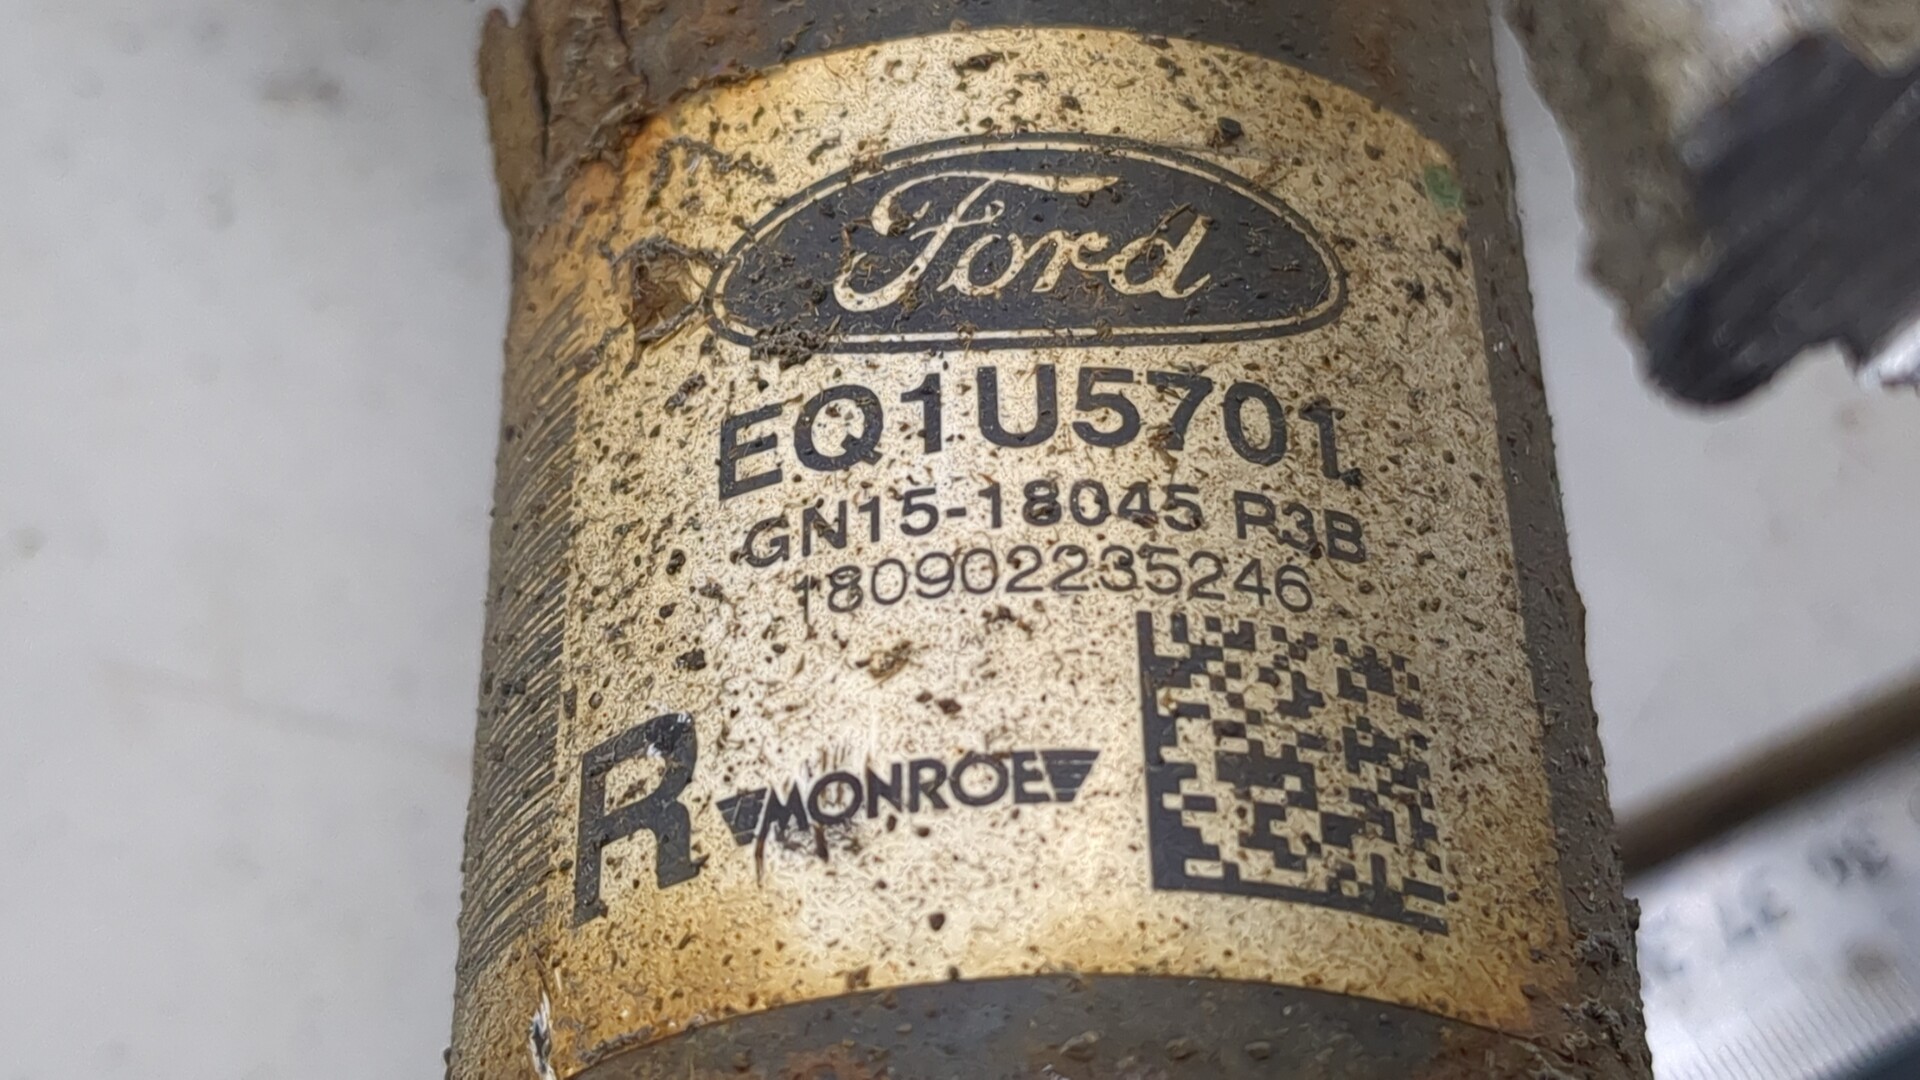 Ford
EQ1U5701
GN15-18045 P3B
180902235246
R
MONROE